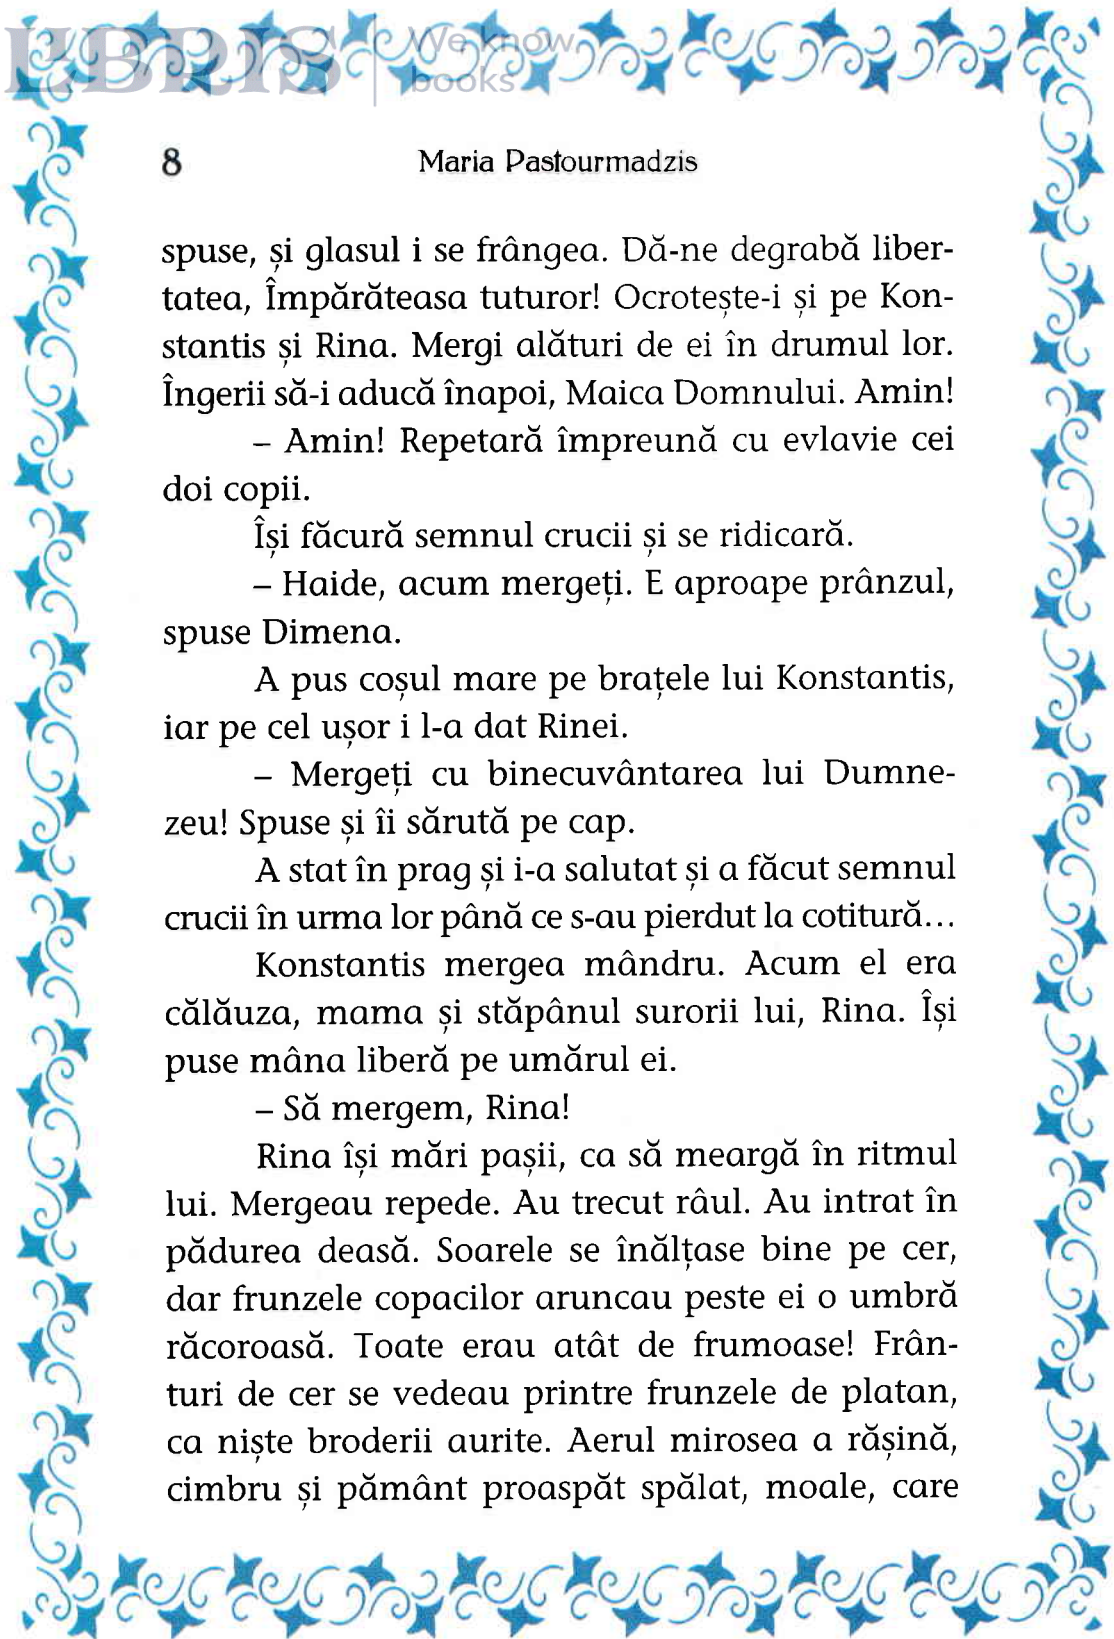 LIBRIS We know
books
8 Maria Pastourmadzis
spuse, și glasul i se frângea. Dă-ne degrabă liber-
tatea, Împărăteasa tuturor! Ocrotește-i și pe Kon-
stantis și Rina. Mergi alături de ei în drumul lor.
Îngerii să-i aducă înapoi, Maica Domnului. Amin!
– Amin! Repetară împreună cu evlavie cei
doi copii.
Își făcură semnul crucii și se ridicară.
– Haide, acum mergeți. E aproape prânzul,
spuse Dimena.
A pus coșul mare pe brațele lui Konstantis,
iar pe cel ușor i l-a dat Rinei.
– Mergeți cu binecuvântarea lui Dumne-
zeu! Spuse și îi sărută pe cap.
A stat în prag și i-a salutat și a făcut semnul
crucii în urma lor până ce s-au pierdut la cotitură...
Konstantis mergea mândru. Acum el era
călăuza, mama și stăpânul surorii lui, Rina. Își
puse mâna liberă pe umărul ei.
– Să mergem, Rina!
Rina își mări pașii, ca să meargă în ritmul
lui. Mergeau repede. Au trecut râul. Au intrat în
pădurea deasă. Soarele se înălțase bine pe cer,
dar frunzele copacilor aruncau peste ei o umbră
răcoroasă. Toate erau atât de frumoase! Frân-
turi de cer se vedeau printre frunzele de platan,
ca niște broderii aurite. Aerul mirosea a rășină,
cimbru și pământ proaspăt spălat, moale, care